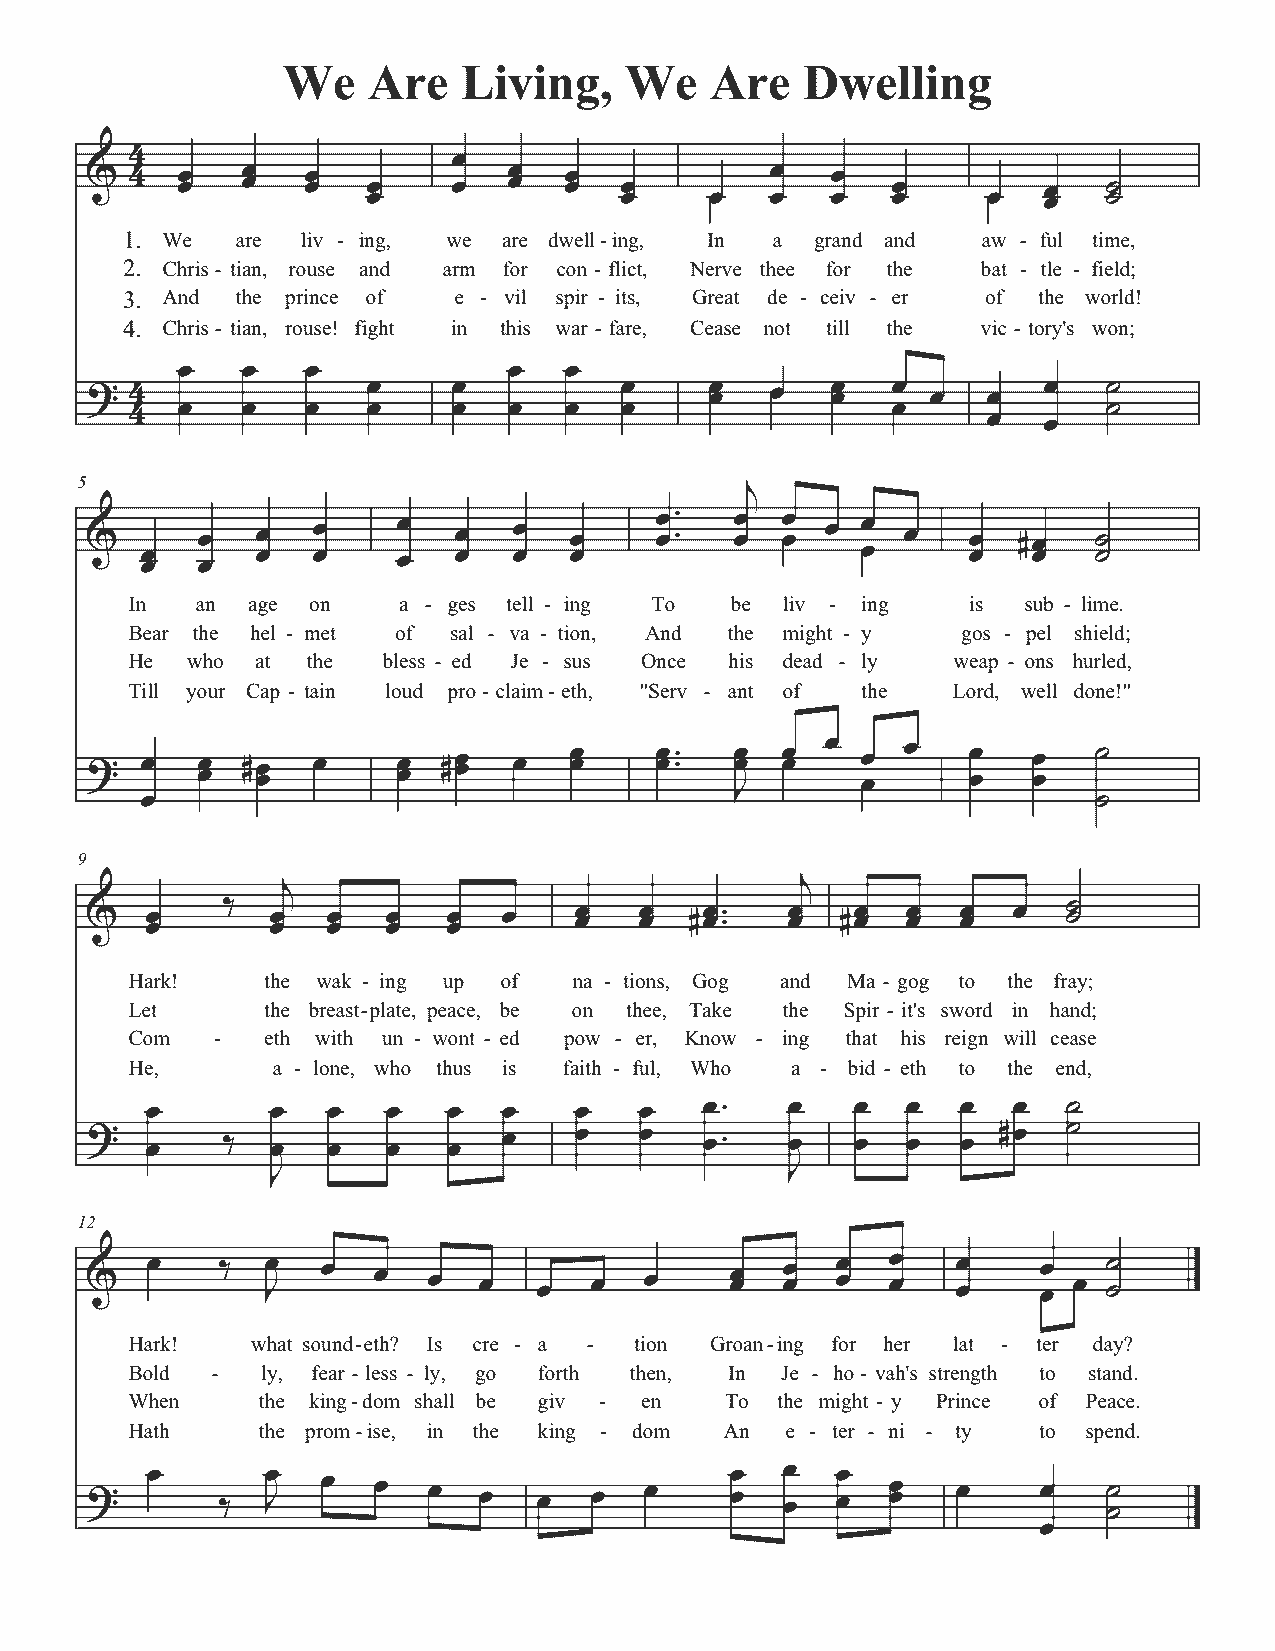 We Are Living, We Are Dwelling
1. We are liv - ing, we are dwell - ing, In a grand and aw - ful time,
2. Chris - tian, rouse and arm for con - flict, Nerve thee for the bat - tle - field;
3. And the prince of e - vil spir - its, Great de - ceiv - er of the world!
4. Chris - tian, rouse! fight in this war - fare, Cease not till the vic - tory's won;
5
In an age on a - ges tell - ing To be liv - ing is sub - lime.
Bear the hel - met of sal - va - tion, And the might - y gos - pel shield;
He who at the bless - ed Je - sus Once his dead - ly weap - ons hurled,
Till your Cap - tain loud pro - claim - eth, "Serv - ant of the Lord, well done!"
9
Hark! the wak - ing up of na - tions, Gog and Ma - gog to the fray;
Let the breast-plate, peace, be on thee, Take the Spir - it's sword in hand;
Com - eth with un - wont - ed pow - er, Know - ing that his reign will cease
He, a - lone, who thus is faith - ful, Who a - bid - eth to the end,
12
Hark! what sound-eth? Is cre - a - tion Groan-ing for her lat - ter day?
Bold - ly, fear - less - ly, go forth then, In Je - ho - vah's strength to stand.
When the king - dom shall be giv - en To the might - y Prince of Peace.
Hath the prom - ise, in the king - dom An e - ter - ni - ty to spend.